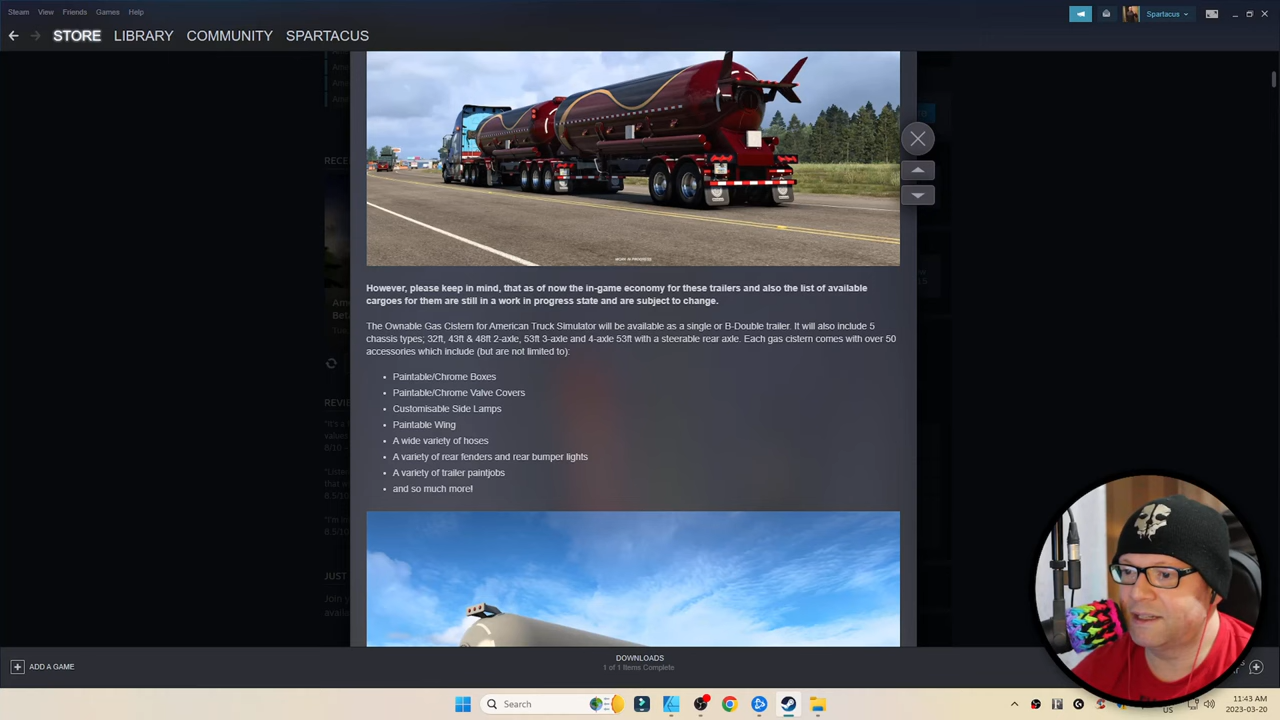 Steam View Friends Games Help
Spartacus
STORE LIBRARY COMMUNITY SPARTACUS
WORK IN PROGRESS
However, please keep in mind, that as of now the in-game economy for these trailers and also the list of available
cargoes for them are still in a work in progress state and are subject to change.
The Ownable Gas Cistern for American Truck Simulator will be available as a single or B-Double trailer. It will also include 5
chassis types; 32ft, 43ft & 48ft 2-axle, 53ft 3-axle and 4-axle 53ft with a steerable rear axle. Each gas cistern comes with over 50
accessories which include (but are not limited to):
• Paintable/Chrome Boxes
• Paintable/Chrome Valve Covers
• Customisable Side Lamps
• Paintable Wing
• A wide variety of hoses
• A variety of rear fenders and rear bumper lights
• A variety of trailer paintjobs
• and so much more!
RECE
REVIE
JUST
ADD A GAME
DOWNLOADS
1 of 1 Items Complete
Search
US
11:43 AM
2023-03-20